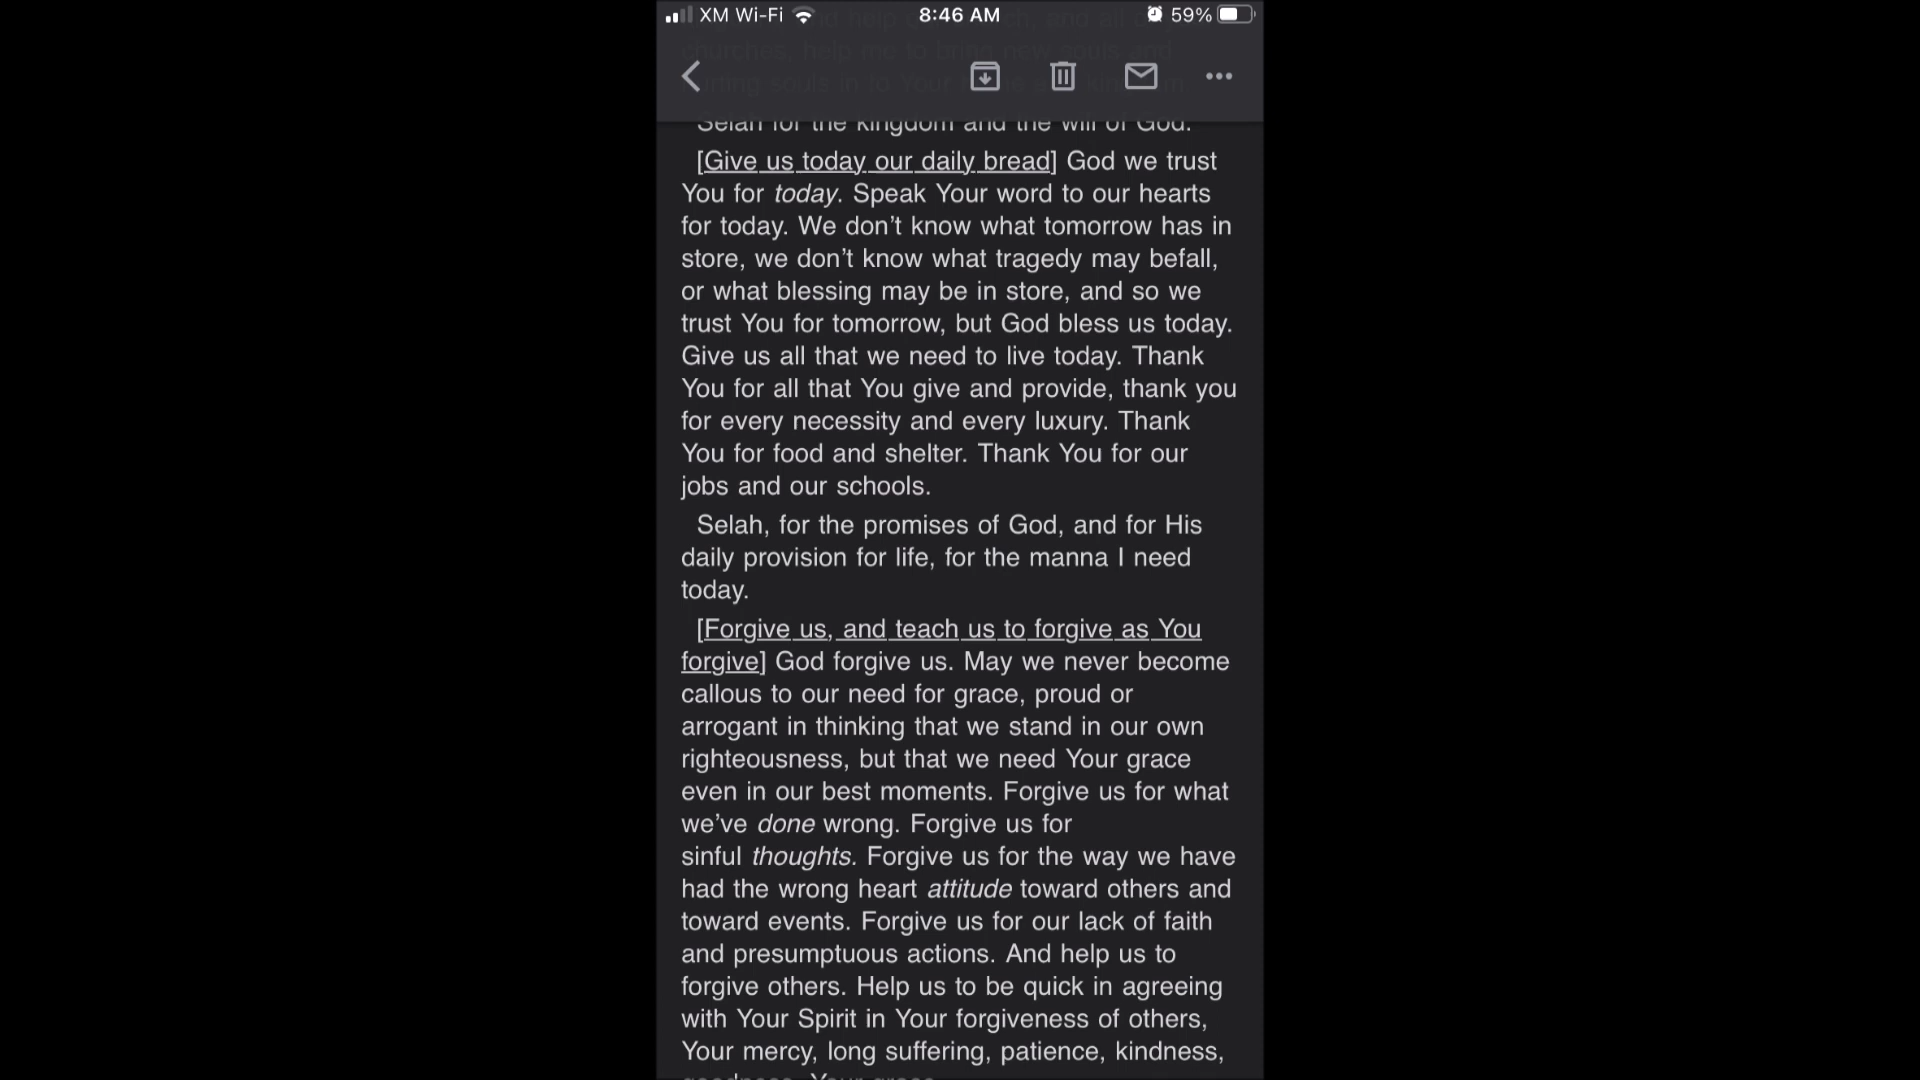 XM Wi-Fi 8:46 AM 59%
Selah for the kingdom and the will of God.
[Give us today our daily bread] God we trust
You for today. Speak Your word to our hearts
for today. We don’t know what tomorrow has in
store, we don’t know what tragedy may befall,
or what blessing may be in store, and so we
trust You for tomorrow, but God bless us today.
Give us all that we need to live today. Thank
You for all that You give and provide, thank you
for every necessity and every luxury. Thank
You for food and shelter. Thank You for our
jobs and our schools.
Selah, for the promises of God, and for His
daily provision for life, for the manna I need
today.
[Forgive us, and teach us to forgive as You
forgive] God forgive us. May we never become
callous to our need for grace, proud or
arrogant in thinking that we stand in our own
righteousness, but that we need Your grace
even in our best moments. Forgive us for what
we’ve done wrong. Forgive us for
sinful thoughts. Forgive us for the way we have
had the wrong heart attitude toward others and
toward events. Forgive us for our lack of faith
and presumptuous actions. And help us to
forgive others. Help us to be quick in agreeing
with Your Spirit in Your forgiveness of others,
Your mercy, long suffering, patience, kindness,